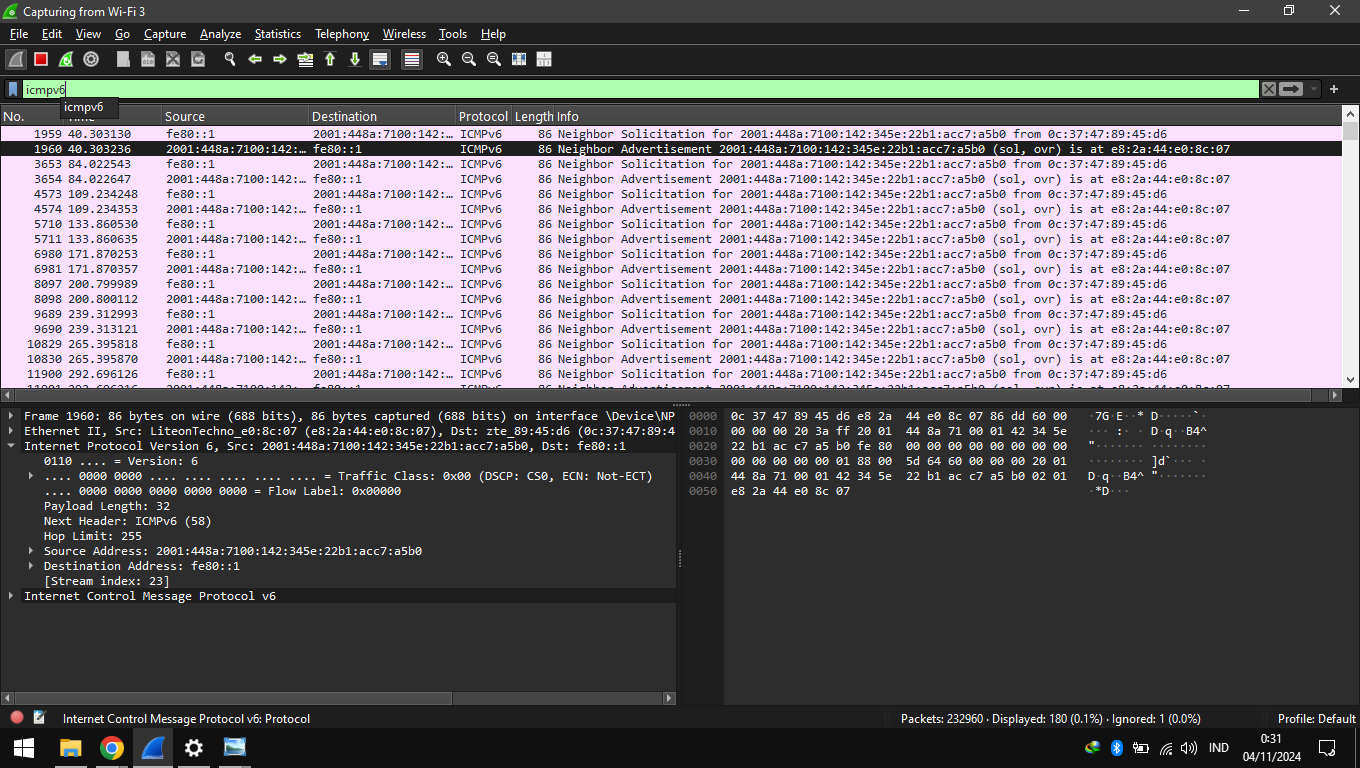 Capturing from Wi-Fi 3
File Edit View Go Capture Analyze Statistics Telephony Wireless Tools Help
icmpv6
icmpv6
No. Time Source Destination Protocol Length Info
1959 40.303130 fe80::1 2001:448a:7100:142:… ICMPv6 86 Neighbor Solicitation for 2001:448a:7100:142:345e:22b1:acc7:a5b0 from 0c:37:47:89:45:d6
1960 40.303236 2001:448a:7100:142:… fe80::1 ICMPv6 86 Neighbor Advertisement 2001:448a:7100:142:345e:22b1:acc7:a5b0 (sol, ovr) is at e8:2a:44:e0:8c:07
3653 84.022543 fe80::1 2001:448a:7100:142:… ICMPv6 86 Neighbor Solicitation for 2001:448a:7100:142:345e:22b1:acc7:a5b0 from 0c:37:47:89:45:d6
3654 84.022647 2001:448a:7100:142:… fe80::1 ICMPv6 86 Neighbor Advertisement 2001:448a:7100:142:345e:22b1:acc7:a5b0 (sol, ovr) is at e8:2a:44:e0:8c:07
4573 109.234248 fe80::1 2001:448a:7100:142:… ICMPv6 86 Neighbor Solicitation for 2001:448a:7100:142:345e:22b1:acc7:a5b0 from 0c:37:47:89:45:d6
4574 109.234353 2001:448a:7100:142:… fe80::1 ICMPv6 86 Neighbor Advertisement 2001:448a:7100:142:345e:22b1:acc7:a5b0 (sol, ovr) is at e8:2a:44:e0:8c:07
5710 133.860530 fe80::1 2001:448a:7100:142:… ICMPv6 86 Neighbor Solicitation for 2001:448a:7100:142:345e:22b1:acc7:a5b0 from 0c:37:47:89:45:d6
5711 133.860635 2001:448a:7100:142:… fe80::1 ICMPv6 86 Neighbor Advertisement 2001:448a:7100:142:345e:22b1:acc7:a5b0 (sol, ovr) is at e8:2a:44:e0:8c:07
6980 171.870253 fe80::1 2001:448a:7100:142:… ICMPv6 86 Neighbor Solicitation for 2001:448a:7100:142:345e:22b1:acc7:a5b0 from 0c:37:47:89:45:d6
6981 171.870357 2001:448a:7100:142:… fe80::1 ICMPv6 86 Neighbor Advertisement 2001:448a:7100:142:345e:22b1:acc7:a5b0 (sol, ovr) is at e8:2a:44:e0:8c:07
8097 200.799989 fe80::1 2001:448a:7100:142:… ICMPv6 86 Neighbor Solicitation for 2001:448a:7100:142:345e:22b1:acc7:a5b0 from 0c:37:47:89:45:d6
8098 200.800112 2001:448a:7100:142:… fe80::1 ICMPv6 86 Neighbor Advertisement 2001:448a:7100:142:345e:22b1:acc7:a5b0 (sol, ovr) is at e8:2a:44:e0:8c:07
9689 239.312993 fe80::1 2001:448a:7100:142:… ICMPv6 86 Neighbor Solicitation for 2001:448a:7100:142:345e:22b1:acc7:a5b0 from 0c:37:47:89:45:d6
9690 239.313121 2001:448a:7100:142:… fe80::1 ICMPv6 86 Neighbor Advertisement 2001:448a:7100:142:345e:22b1:acc7:a5b0 (sol, ovr) is at e8:2a:44:e0:8c:07
10829 265.395818 fe80::1 2001:448a:7100:142:… ICMPv6 86 Neighbor Solicitation for 2001:448a:7100:142:345e:22b1:acc7:a5b0 from 0c:37:47:89:45:d6
10830 265.395870 2001:448a:7100:142:… fe80::1 ICMPv6 86 Neighbor Advertisement 2001:448a:7100:142:345e:22b1:acc7:a5b0 (sol, ovr) is at e8:2a:44:e0:8c:07
11900 292.696126 fe80::1 2001:448a:7100:142:… ICMPv6 86 Neighbor Solicitation for 2001:448a:7100:142:345e:22b1:acc7:a5b0 from 0c:37:47:89:45:d6
Frame 1960: 86 bytes on wire (688 bits), 86 bytes captured (688 bits) on interface \Device\NP
Ethernet II, Src: LiteonTechno_e0:8c:07 (e8:2a:44:e0:8c:07), Dst: zte_89:45:d6 (0c:37:47:89:4
Internet Protocol Version 6, Src: 2001:448a:7100:142:345e:22b1:acc7:a5b0, Dst: fe80::1
0110 .... = Version: 6
.... 0000 0000 .... .... .... .... .... = Traffic Class: 0x00 (DSCP: CS0, ECN: Not-ECT)
.... 0000 0000 0000 0000 0000 = Flow Label: 0x00000
Payload Length: 32
Next Header: ICMPv6 (58)
Hop Limit: 255
Source Address: 2001:448a:7100:142:345e:22b1:acc7:a5b0
Destination Address: fe80::1
[Stream index: 23]
Internet Control Message Protocol v6
0000 0c 37 47 89 45 d6 e8 2a 44 e0 8c 07 86 dd 60 00 ·7G·E··* D·····`·
0010 00 00 00 20 3a ff 20 01 44 8a 71 00 01 42 34 5e ··· :· · D·q··B4^
0020 22 b1 ac c7 a5 b0 fe 80 00 00 00 00 00 00 00 00 "······· ········
0030 00 00 00 00 00 01 88 00 5d 64 60 00 00 00 20 01 ········ ]d`··· ·
0040 44 8a 71 00 01 42 34 5e 22 b1 ac c7 a5 b0 02 01 D·q··B4^ "·······
0050 e8 2a 44 e0 8c 07 ·*D···
Internet Control Message Protocol v6: Protocol
Packets: 232960 · Displayed: 180 (0.1%) · Ignored: 1 (0.0%)
Profile: Default
IND
0:31
04/11/2024